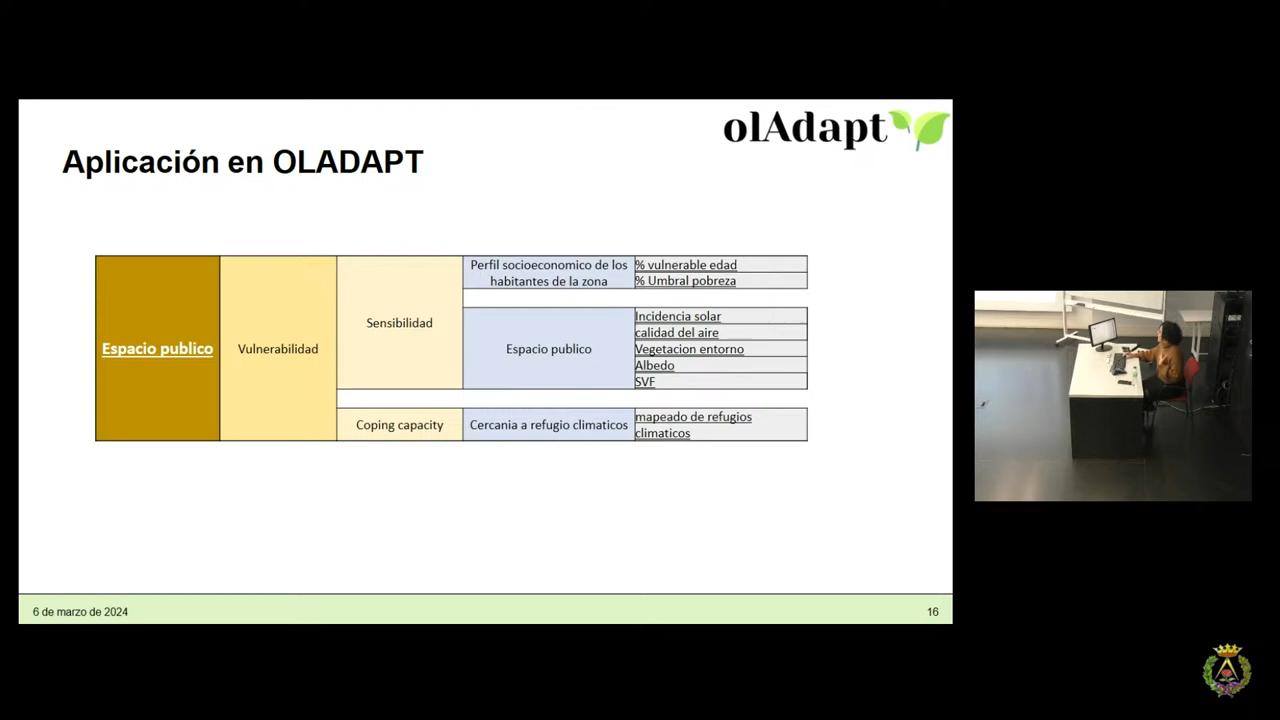 olAdapt
Aplicación en OLADAPT
Espacio publico
Vulnerabilidad
Sensibilidad
Perfil socioeconomico de los
habitantes de la zona
% vulnerable edad
% Umbral pobreza
Espacio publico
Incidencia solar
calidad del aire
Vegetacion entorno
Albedo
SVF
Coping capacity
Cercania a refugio climaticos
mapeado de refugios
climaticos
6 de marzo de 2024
16